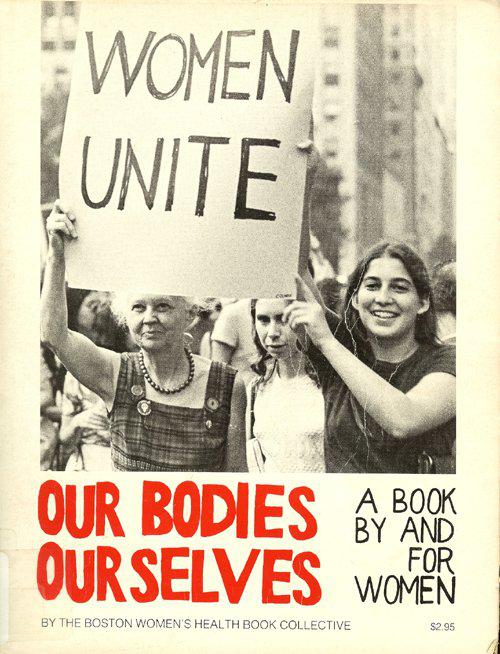 WOMEN
UNITE
OUR BODIES
OURSELVES
A BOOK
BY AND
FOR
WOMEN
BY THE BOSTON WOMEN'S HEALTH BOOK COLLECTIVE
$2.95